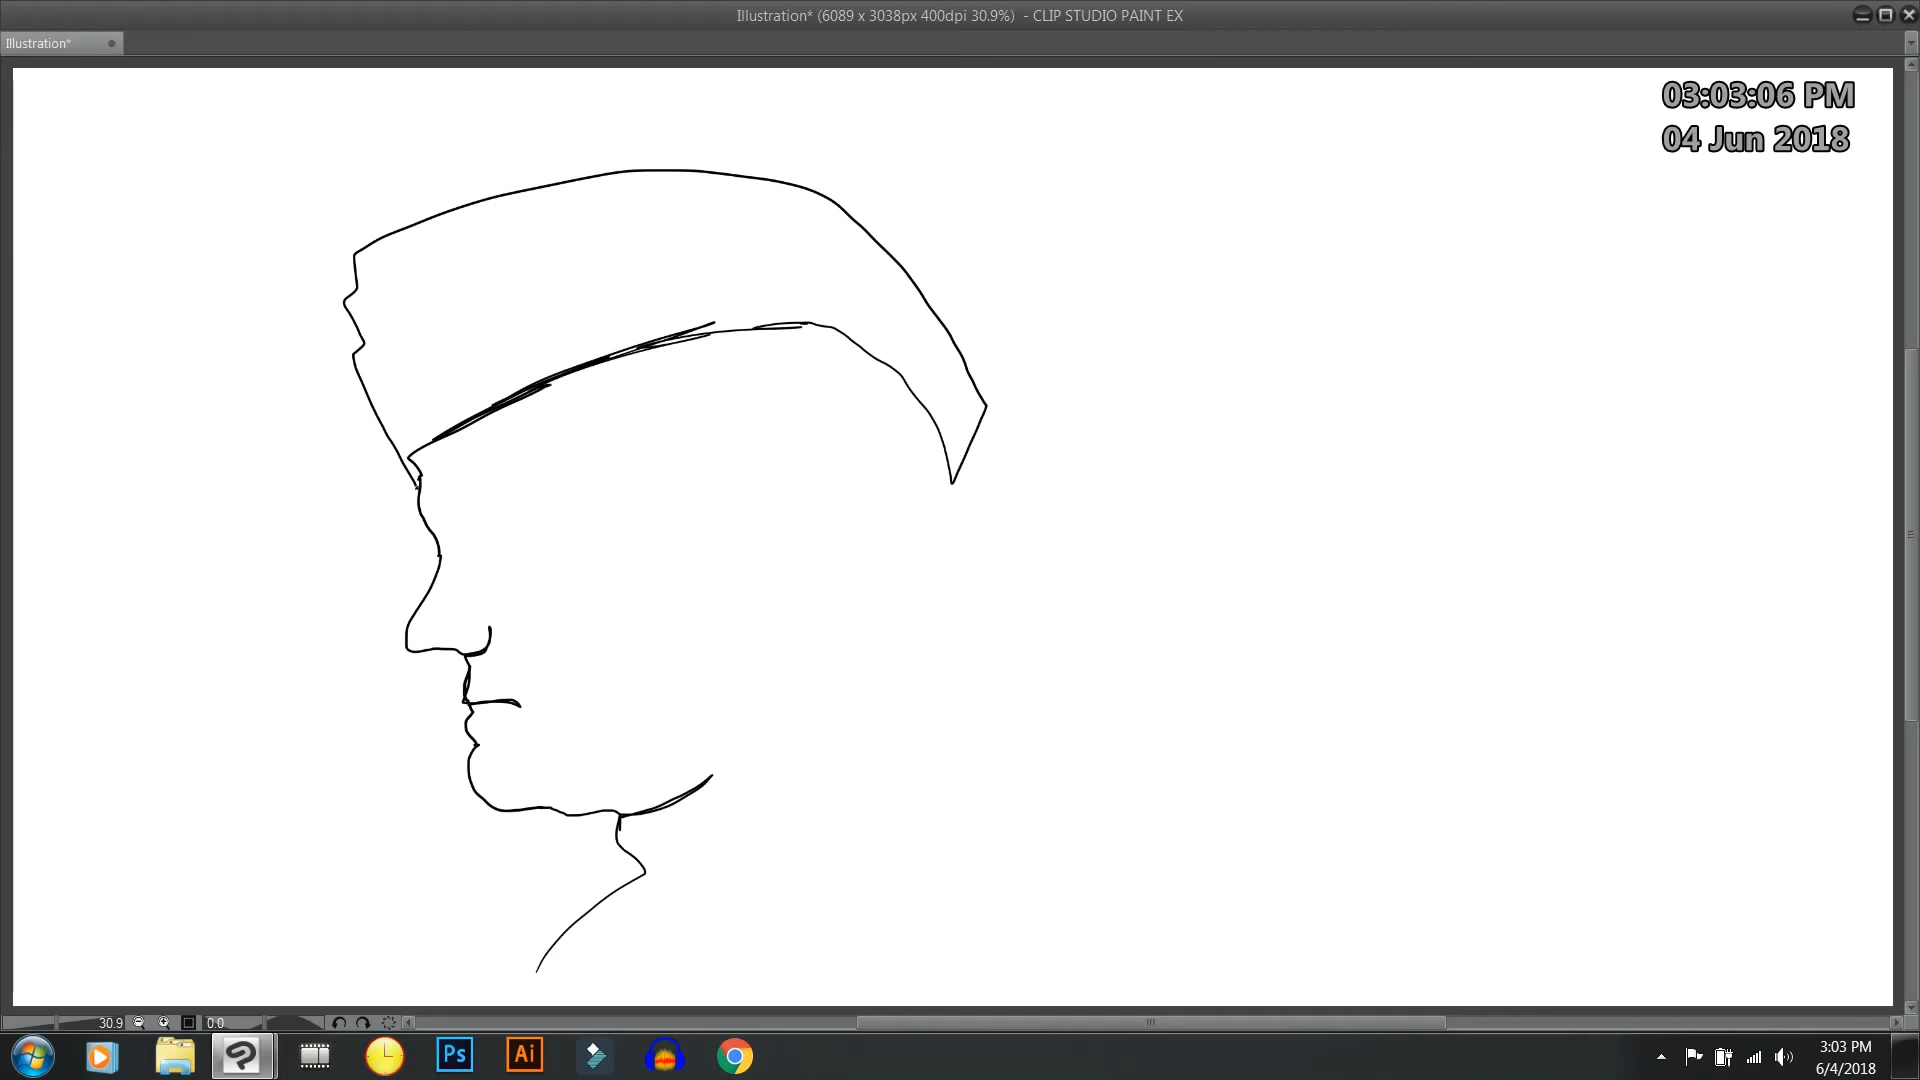 Illustration* (6089 x 3038px 400dpi 30.9%) - CLIP STUDIO PAINT EX
Illustration*
03:03:06 PM
04 Jun 2018
30.9
0.0
Ps
Ai
3:03 PM
6/4/2018